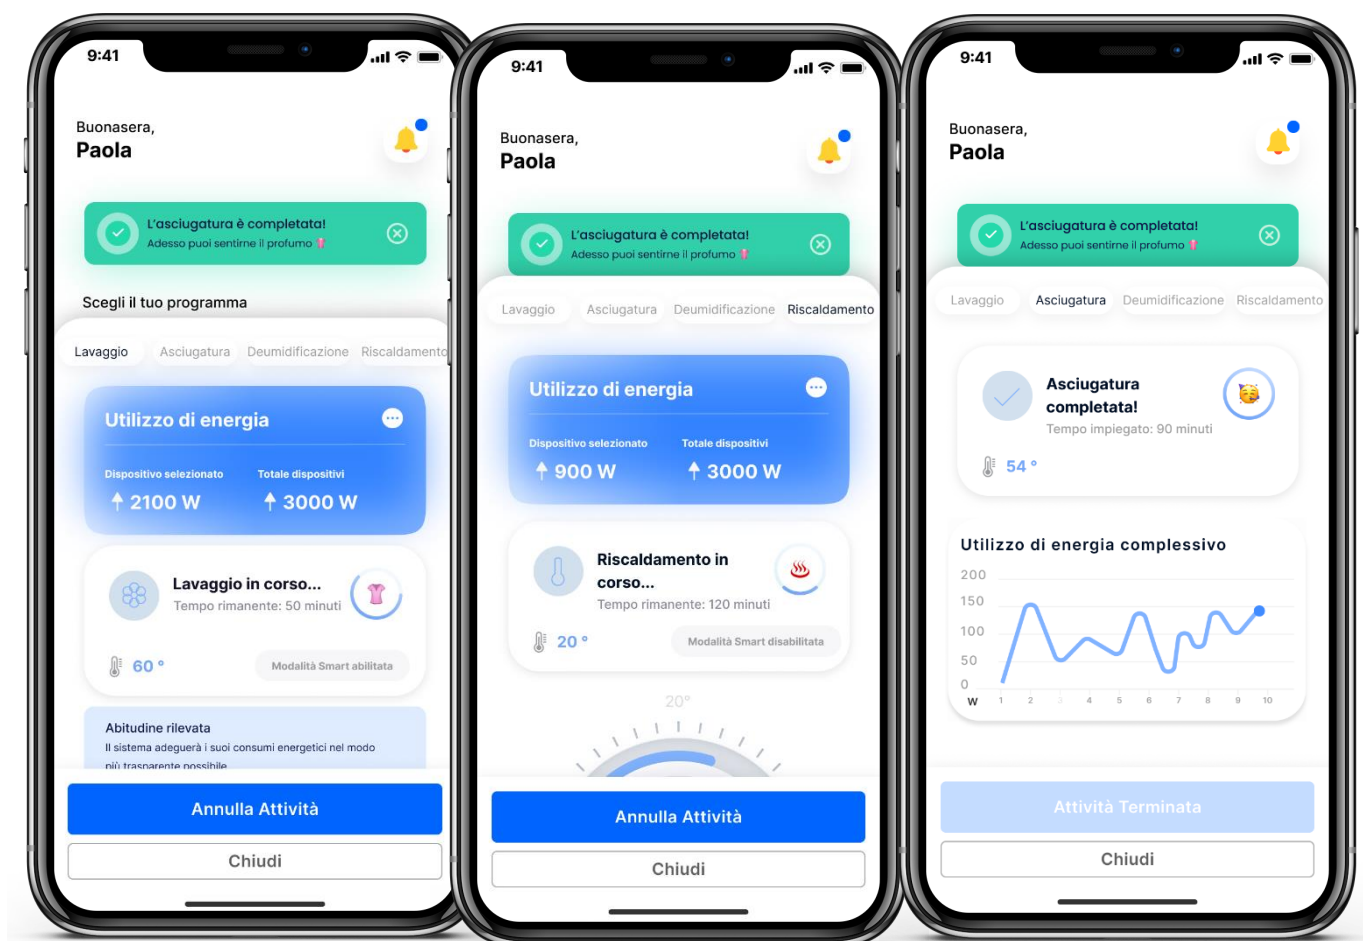 9:41
Buonasera,
Paola
L'asciugatura è completata!
Adesso puoi sentirne il profumo
Scegli il tuo programma
Lavaggio Asciugatura Deumidificazione Riscaldamento
Utilizzo di energia
Dispositivo selezionato Totale dispositivi
2100 W 3000 W
Lavaggio in corso...
Tempo rimanente: 50 minuti
60 °
Modalità Smart abilitata
Abitudine rilevata
Il sistema adeguerà i suoi consumi energetici nel modo
più trasparente possibile
Annulla Attività
Chiudi
9:41
Buonasera,
Paola
L'asciugatura è completata!
Adesso puoi sentirne il profumo
Lavaggio Asciugatura Deumidificazione Riscaldamento
Utilizzo di energia
Dispositivo selezionato Totale dispositivi
900 W 3000 W
Riscaldamento in
corso...
Tempo rimanente: 120 minuti
20 °
Modalità Smart disabilitata
20°
Annulla Attività
Chiudi
9:41
Buonasera,
Paola
L'asciugatura è completata!
Adesso puoi sentirne il profumo
Lavaggio Asciugatura Deumidificazione Riscaldamento
Asciugatura
completata!
Tempo impiegato: 90 minuti
54 °
Utilizzo di energia complessivo
200
150
100
50
0
W 1 2 3 4 5 6 7 8 9 10
Attività Terminata
Chiudi